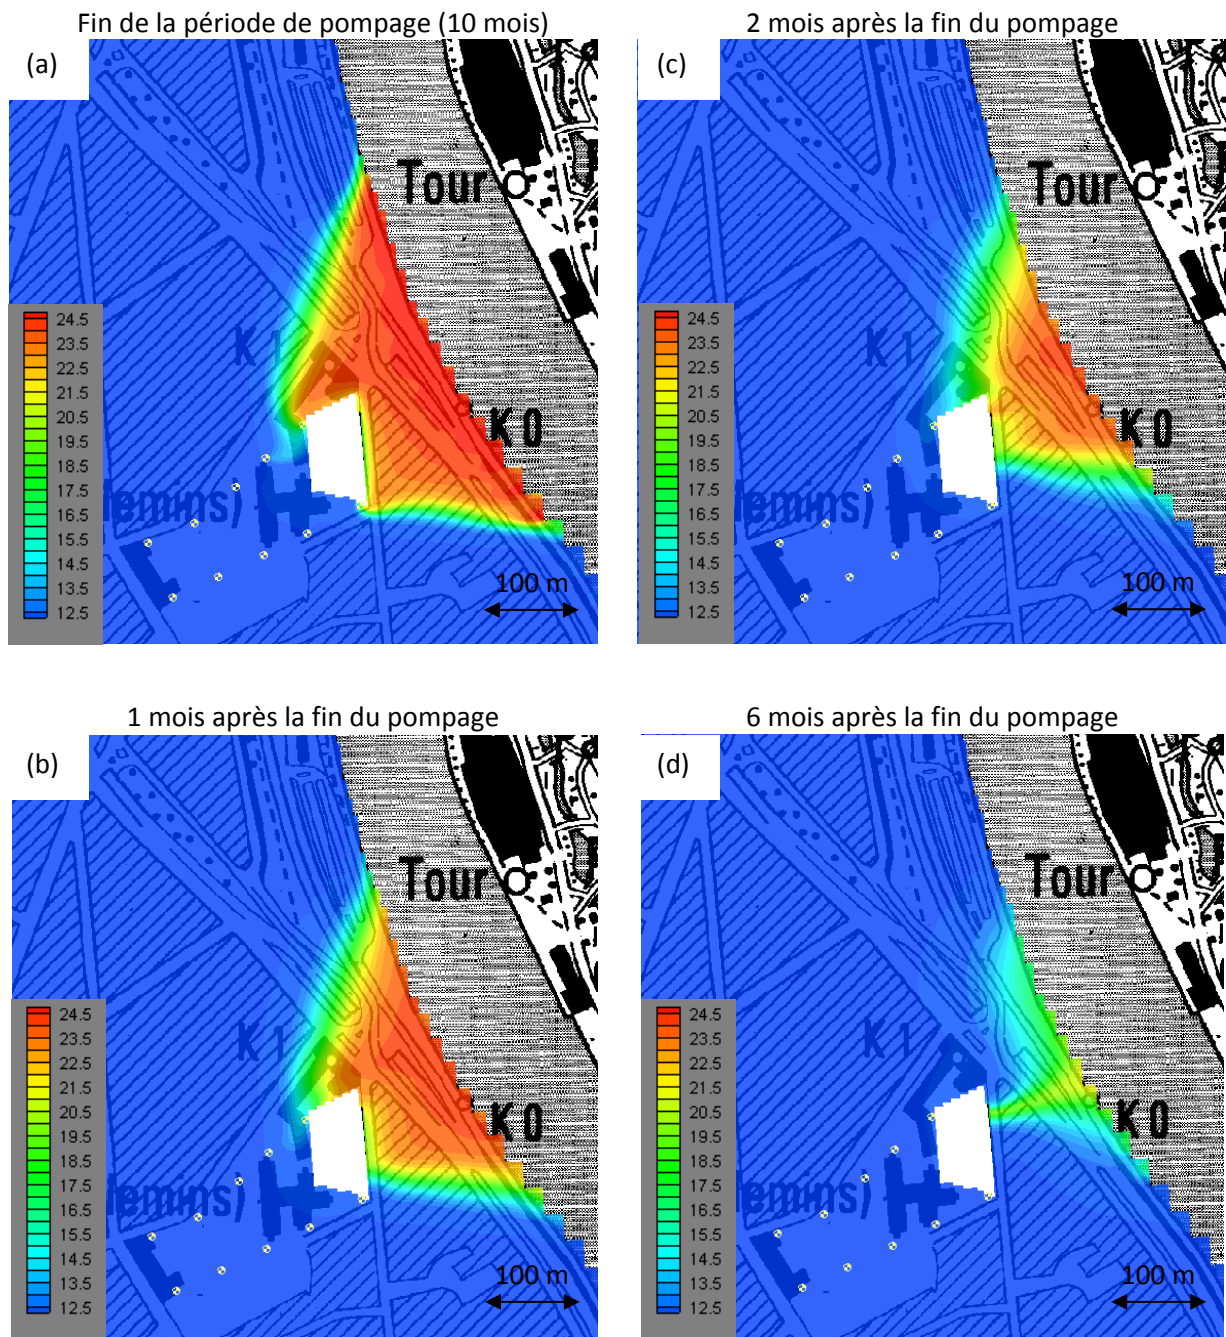 Fin de la période de pompage (10 mois)
(a)
Tour
K I
K 0
lemins)
24.5
23.5
22.5
21.5
20.5
19.5
18.5
17.5
16.5
15.5
14.5
13.5
12.5
100 m
2 mois après la fin du pompage
(c)
Tour
K I
K 0
lemins)
24.5
23.5
22.5
21.5
20.5
19.5
18.5
17.5
16.5
15.5
14.5
13.5
12.5
100 m
1 mois après la fin du pompage
(b)
Tour
K I
K 0
lemins)
24.5
23.5
22.5
21.5
20.5
19.5
18.5
17.5
16.5
15.5
14.5
13.5
12.5
100 m
6 mois après la fin du pompage
(d)
Tour
K I
K 0
lemins)
24.5
23.5
22.5
21.5
20.5
19.5
18.5
17.5
16.5
15.5
14.5
13.5
12.5
100 m